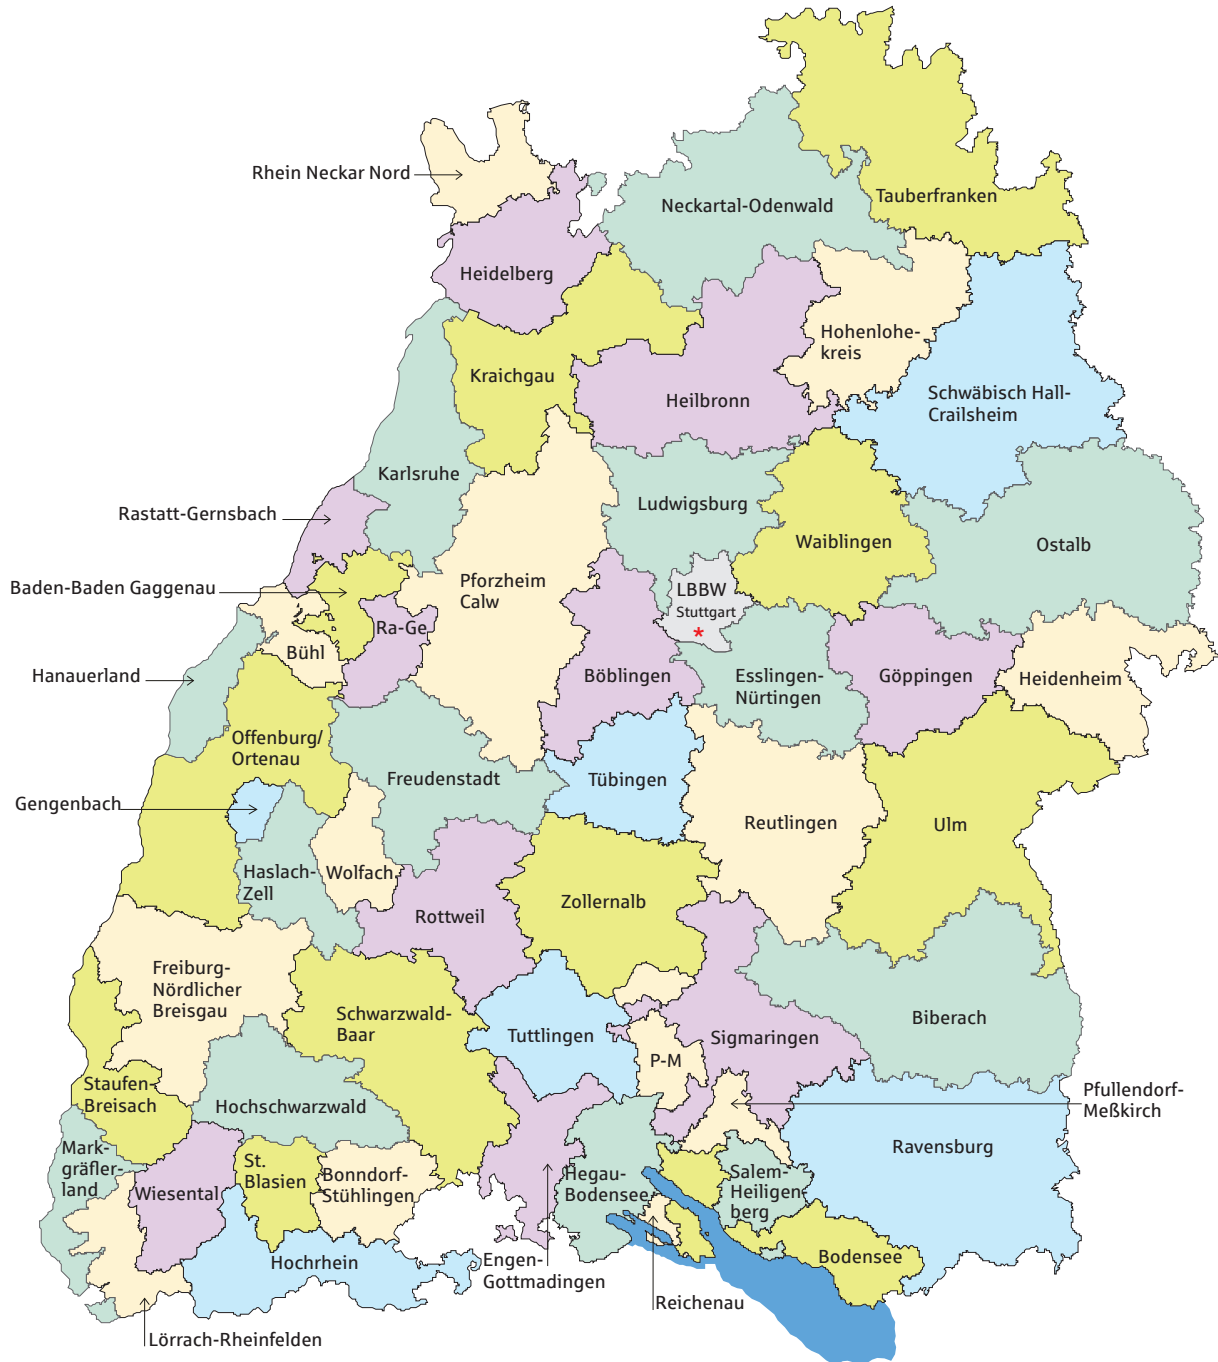 Rhein Neckar Nord
Neckartal-Odenwald
Tauberfranken
Heidelberg
Hohenlohe-
kreis
Kraichgau
Heilbronn
Schwäbisch Hall-
Crailsheim
Karlsruhe
Ludwigsburg
Rastatt-Gernsbach
Waiblingen
Ostalb
Baden-Baden Gaggenau
Pforzheim
Calw
LBBW
Stuttgart
*
Ra-Ge
Bühl
Hanauerland
Böblingen
Esslingen-
Nürtingen
Göppingen
Heidenheim
Offenburg/
Ortenau
Freudenstadt
Tübingen
Gengenbach
Reutlingen
Ulm
Haslach-
Zell
Wolfach
Rottweil
Zollernalb
Freiburg-
Nördlicher
Breisgau
Schwarzwald-
Baar
Tuttlingen
Sigmaringen
Biberach
P-M
Staufen-
Breisach
Hochschwarzwald
Pfullendorf-
Meßkirch
Mark-
gräfler-
land
Wiesental
St.
Blasien
Bonndorf-
Stühlingen
Hegau-
Bodensee
Salem-
Heiligen
berg
Ravensburg
Hochrhein
Engen-
Gottmadingen
Bodensee
Reichenau
Lörrach-Rheinfelden